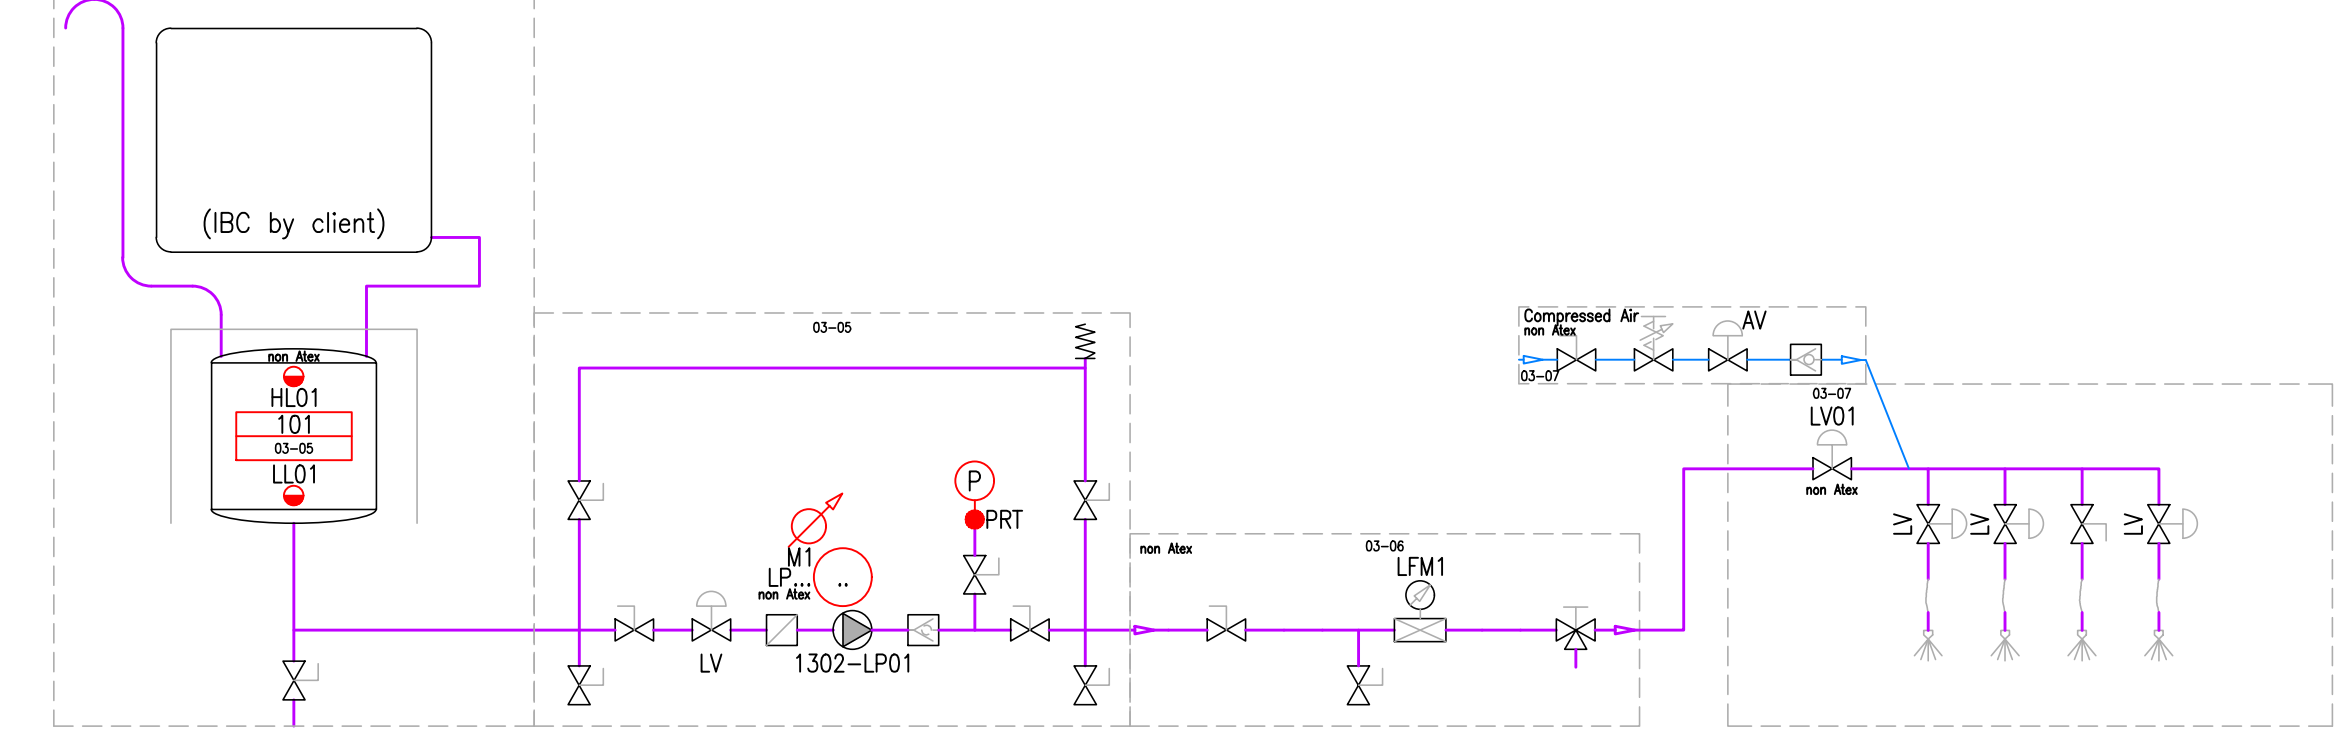 (IBC by client)
non Atex
HL01
101
03-05
LL01
03-05
P
PRT
M1
LP...
..
non Atex
LV
1302-LP01
non Atex
03-06
LFM1
Compressed Air
non Atex
AV
03-07
03-07
LV01
non Atex
LV
LV
LV